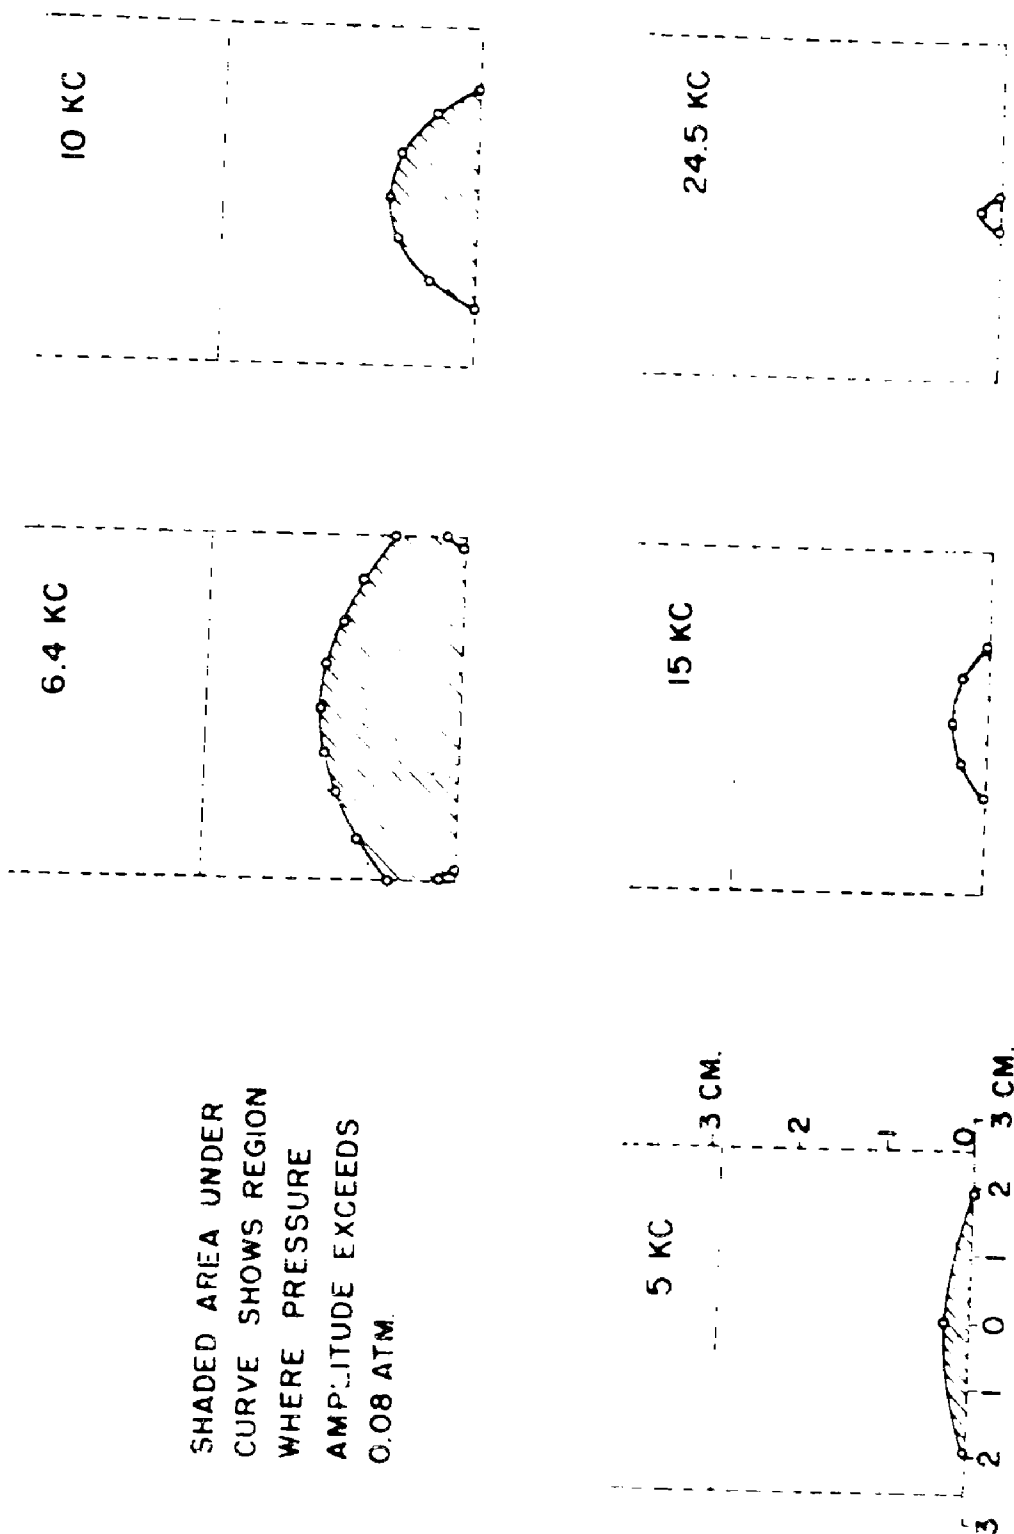 SHADED AREA UNDER
CURVE SHOWS REGION
WHERE PRESSURE
AMPLITUDE EXCEEDS
0.08 ATM.
6.4 KC
10 KC
5 KC
3 CM.
2
1
0
3 2 1 0 1 2 3 CM.
15 KC
24.5 KC